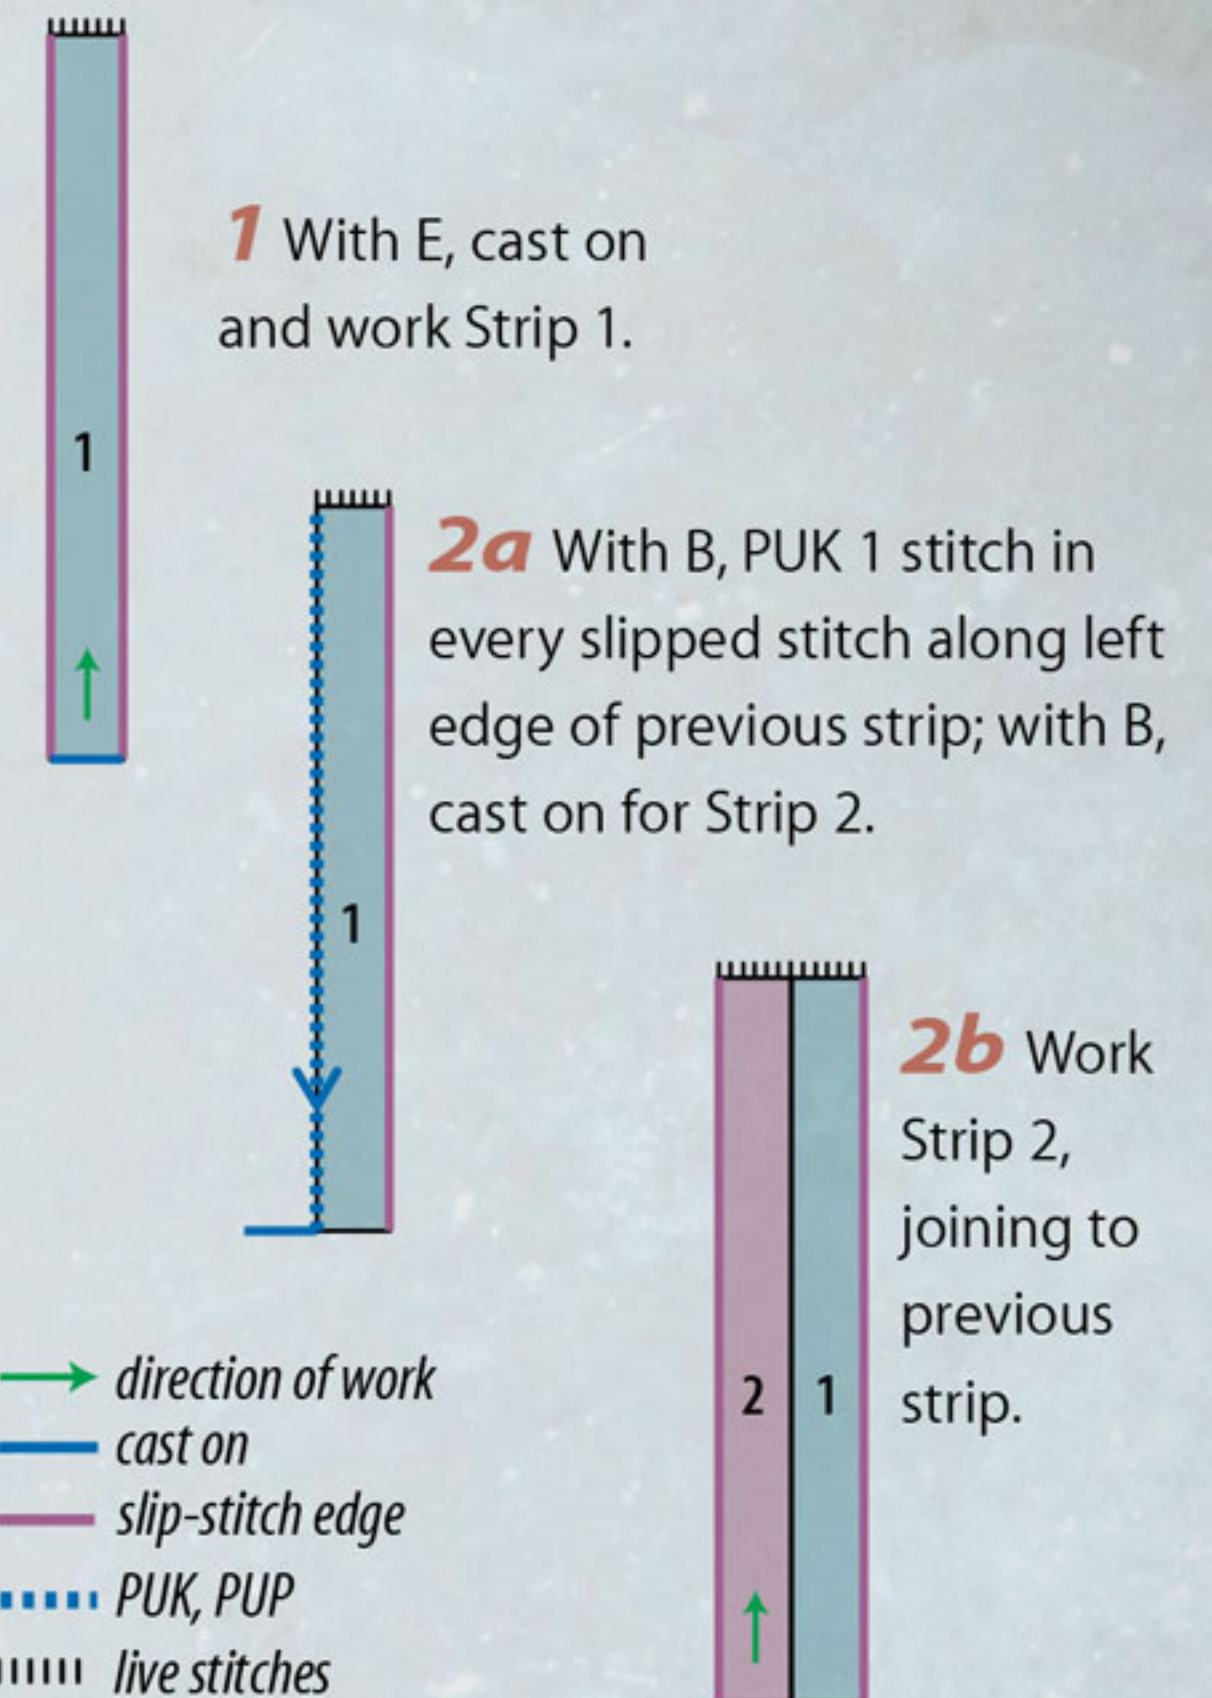 1 With E, cast on
and work Strip 1.
1
2a With B, PUK 1 stitch in
every slipped stitch along left
edge of previous strip; with B,
cast on for Strip 2.
1
2b Work
Strip 2,
joining to
previous
strip.
2 1
direction of work
cast on
slip-stitch edge
PUK, PUP
live stitches